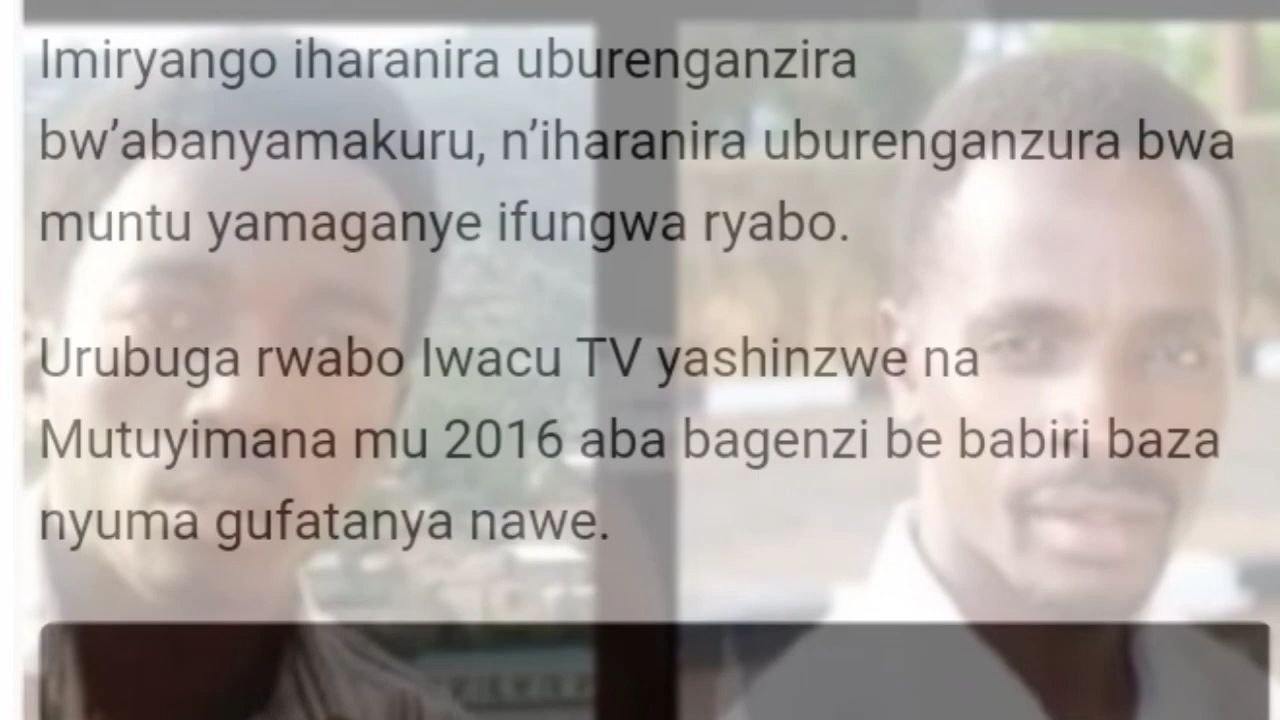 Imiryango iharanira uburenganzira
bw’abanyamakuru, n’iharanira uburenganzura bwa
muntu yamaganye ifungwa ryabo.
Urubuga rwabo Iwacu TV yashinzwe na
Mutuyimana mu 2016 aba bagenzi be babiri baza
nyuma gufatanya nawe.